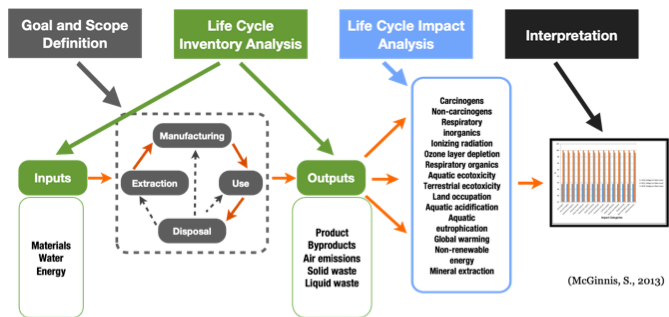 Goal and Scope
Definition
Life Cycle
Inventory Analysis
Life Cycle Impact
Analysis
Interpretation
Manufacturing
Extraction
Use
Disposal
Inputs
Materials
Water
Energy
Outputs
Product
Byproducts
Air emissions
Solid waste
Liquid waste
Carcinogens
Non-carcinogens
Respiratory
inorganics
Ionizing radiation
Ozone layer depletion
Respiratory organics
Aquatic ecotoxicity
Terrestrial ecotoxicity
Land occupation
Aquatic acidification
Aquatic
eutrophication
Global warming
Non-renewable
energy
Mineral extraction
(McGinnis, S., 2013)